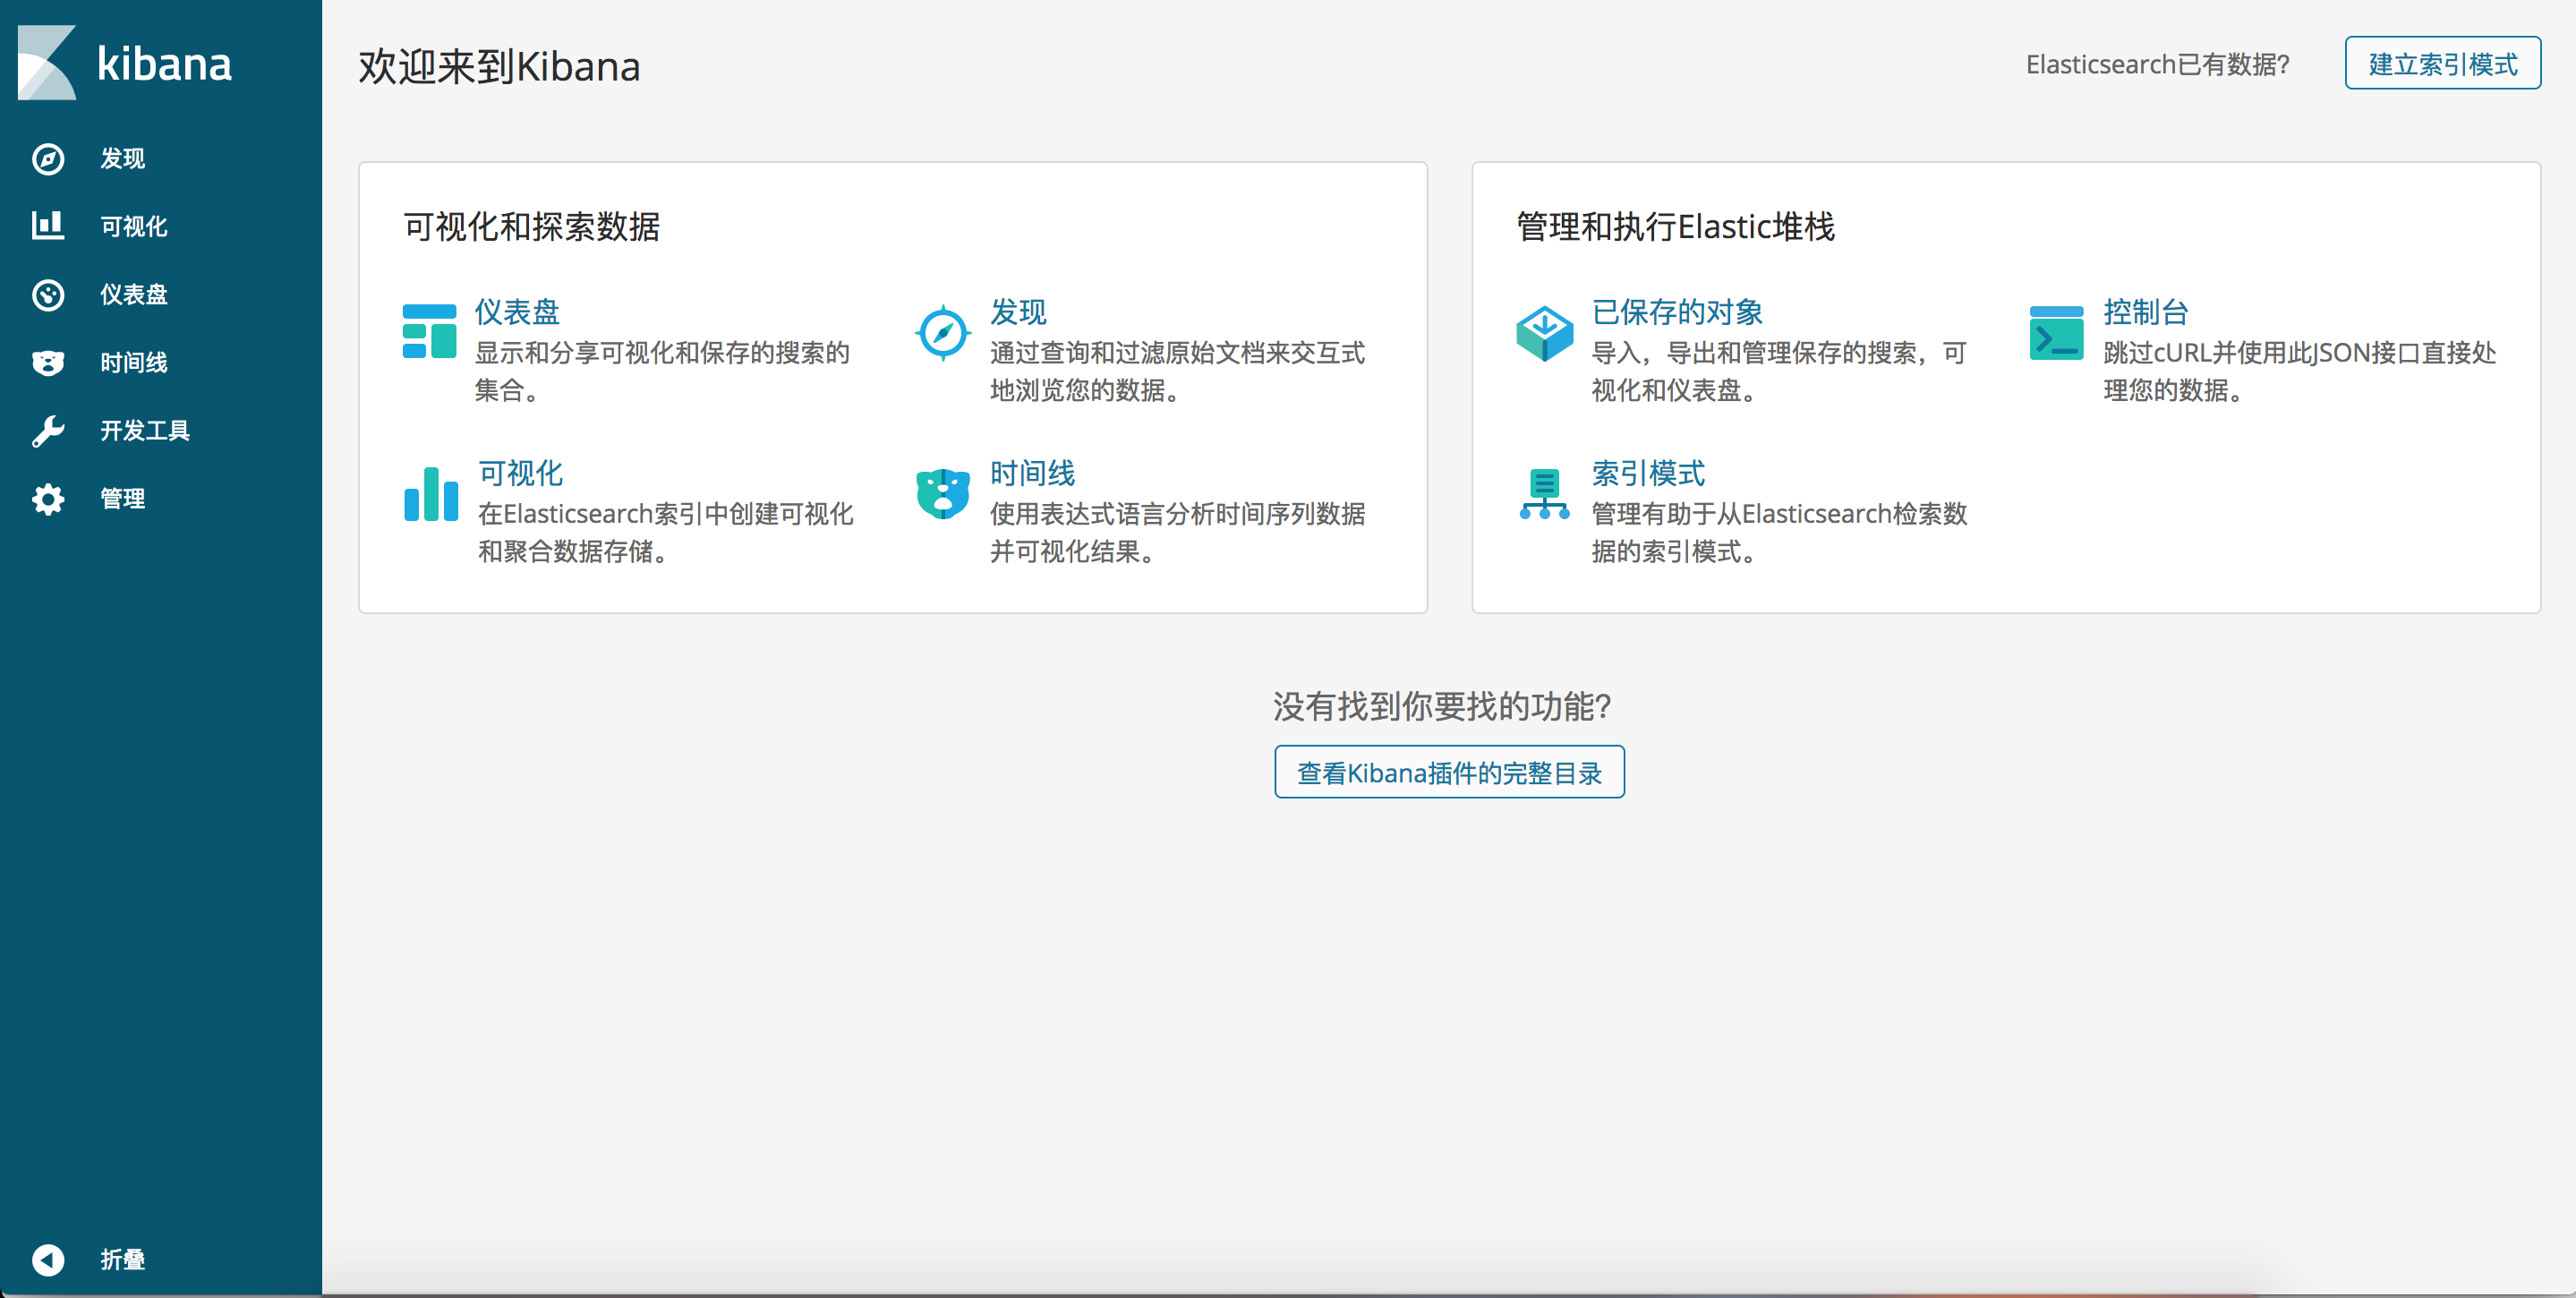 kibana
发现
可视化
仪表盘
时间线
开发工具
管理
折叠
欢迎来到Kibana
Elasticsearch已有数据?
建立索引模式
可视化和探索数据
仪表盘
显示和分享可视化和保存的搜索的
集合。
发现
通过查询和过滤原始文档来交互式
地浏览您的数据。
可视化
在Elasticsearch索引中创建可视化
和聚合数据存储。
时间线
使用表达式语言分析时间序列数据
并可视化结果。
管理和执行Elastic堆栈
已保存的对象
导入，导出和管理保存的搜索，可
视化和仪表盘。
控制台
跳过cURL并使用此JSON接口直接处
理您的数据。
索引模式
管理有助于从Elasticsearch检索数
据的索引模式。
没有找到你要找的功能?
查看Kibana插件的完整目录